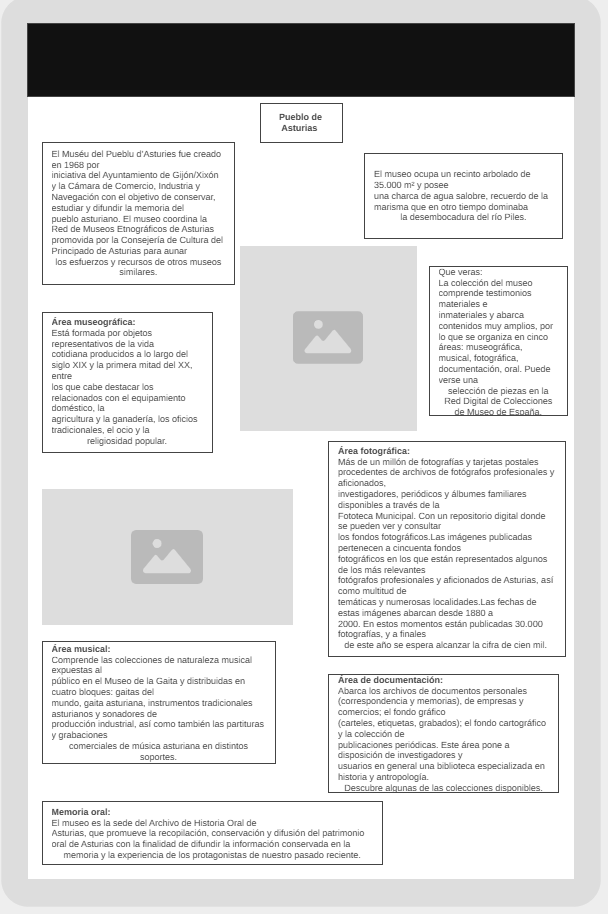 Pueblo de
Asturias
El Muséu del Pueblu d'Asturies fue creado
en 1968 por
iniciativa del Ayuntamiento de Gijón/Xixón
y la Cámara de Comercio, Industria y
Navegación con el objetivo de conservar,
estudiar y difundir la memoria del
pueblo asturiano. El museo coordina la
Red de Museos Etnográficos de Asturias
promovida por la Consejería de Cultura del
Principado de Asturias para aunar
los esfuerzos y recursos de otros museos
similares.
El museo ocupa un recinto arbolado de
35.000 m² y posee
una charca de agua salobre, recuerdo de la
marisma que en otro tiempo dominaba
la desembocadura del río Piles.
Que veras:
La colección del museo
comprende testimonios
materiales e
inmateriales y abarca
contenidos muy amplios, por
lo que se organiza en cinco
áreas: museográfica,
musical, fotográfica,
documentación, oral. Puede
verse una
selección de piezas en la
Red Digital de Colecciones
de Museo de España.
Área museográfica:
Está formada por objetos
representativos de la vida
cotidiana producidos a lo largo del
siglo XIX y la primera mitad del XX,
entre
los que cabe destacar los
relacionados con el equipamiento
doméstico, la
agricultura y la ganadería, los oficios
tradicionales, el ocio y la
religiosidad popular.
Área fotográfica:
Más de un millón de fotografías y tarjetas postales
procedentes de archivos de fotógrafos profesionales y
aficionados,
investigadores, periódicos y álbumes familiares
disponibles a través de la
Fototeca Municipal. Con un repositorio digital donde
se pueden ver y consultar
los fondos fotográficos.Las imágenes publicadas
pertenecen a cincuenta fondos
fotográficos en los que están representados algunos
de los más relevantes
fotógrafos profesionales y aficionados de Asturias, así
como multitud de
temáticas y numerosas localidades.Las fechas de
estas imágenes abarcan desde 1880 a
2000. En estos momentos están publicadas 30.000
fotografías, y a finales
de este año se espera alcanzar la cifra de cien mil.
Área musical:
Comprende las colecciones de naturaleza musical
expuestas al
público en el Museo de la Gaita y distribuidas en
cuatro bloques: gaitas del
mundo, gaita asturiana, instrumentos tradicionales
asturianos y sonadores de
producción industrial, así como también las partituras
y grabaciones
comerciales de música asturiana en distintos
soportes.
Área de documentación:
Abarca los archivos de documentos personales
(correspondencia y memorias), de empresas y
comercios; el fondo gráfico
(carteles, etiquetas, grabados); el fondo cartográfico
y la colección de
publicaciones periódicas. Este área pone a
disposición de investigadores y
usuarios en general una biblioteca especializada en
historia y antropología.
Descubre algunas de las colecciones disponibles.
Memoria oral:
El museo es la sede del Archivo de Historia Oral de
Asturias, que promueve la recopilación, conservación y difusión del patrimonio
oral de Asturias con la finalidad de difundir la información conservada en la
memoria y la experiencia de los protagonistas de nuestro pasado reciente.